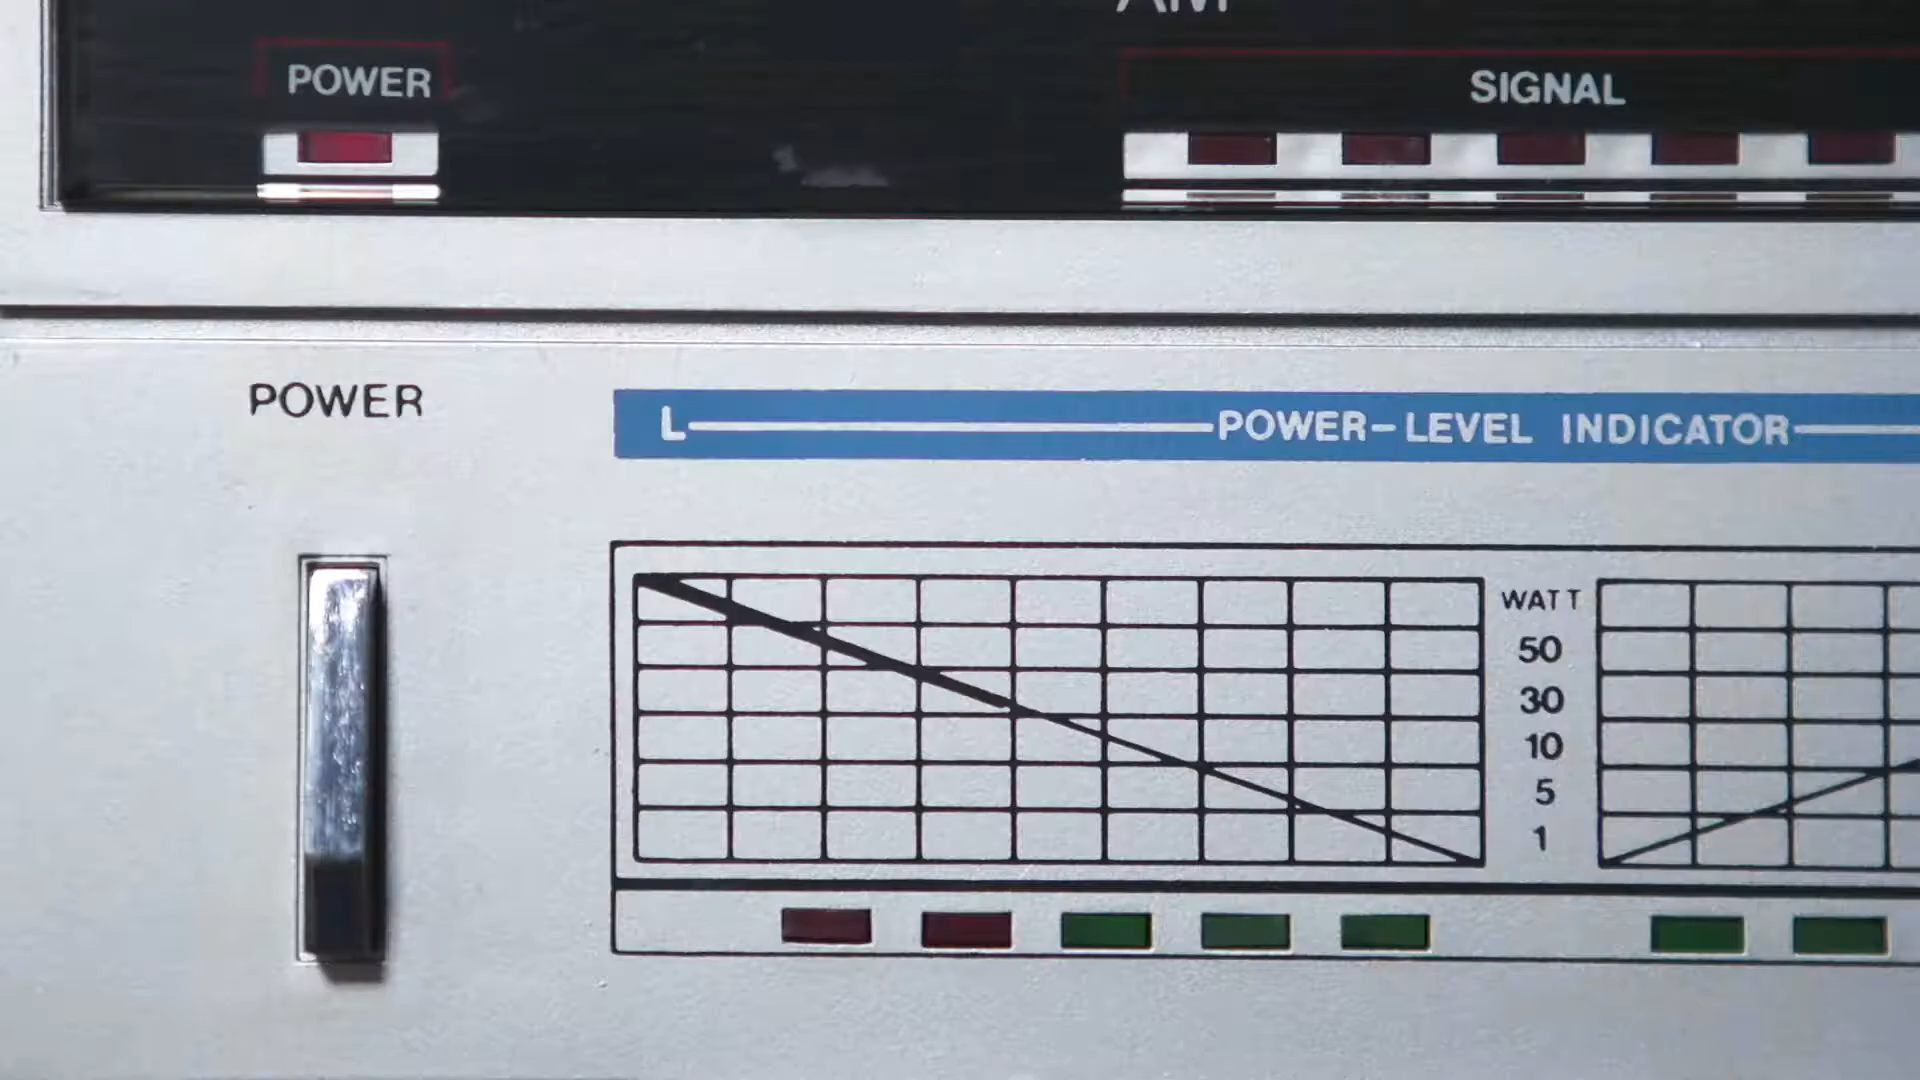 AM
POWER
SIGNAL
POWER
L POWER-LEVEL INDICATOR
WATT
50
30
10
5
1